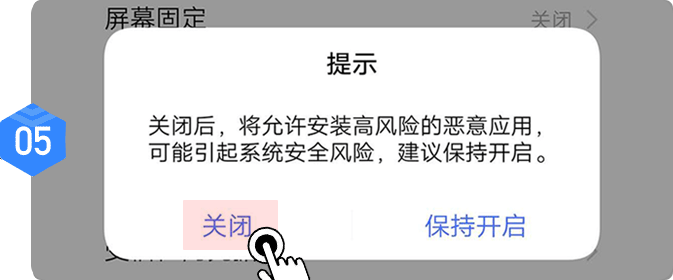 屏幕固定
关闭
提示
05
关闭后，将允许安装高风险的恶意应用，
可能引起系统安全风险，建议保持开启。
关闭
保持开启